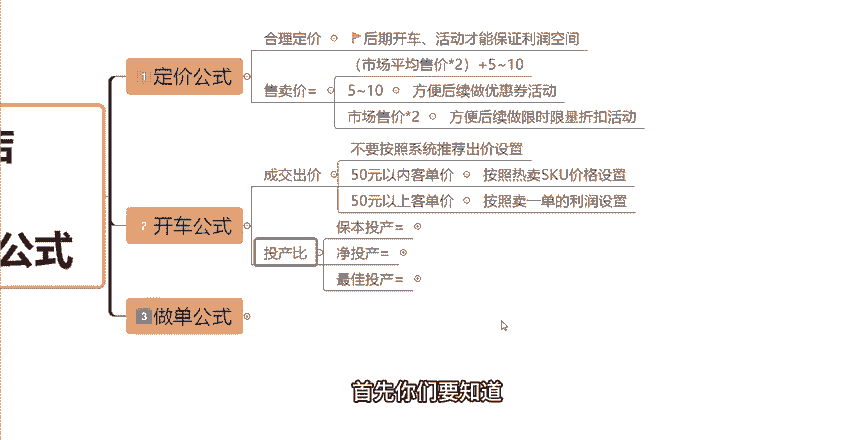 合理定价 后期开车、活动才能保证利润空间
1 定价公式
（市场平均售价*2）+5~10
售卖价= 5~10 方便后续做优惠券活动
市场售价*2 方便后续做限时限量折扣活动
不要按照系统推荐出价设置
成交出价 50元以内客单价 按照热卖SKU价格设置
50元以上客单价 按照卖一单的利润设置
2 开车公式
保本投产=
投产比 净投产=
最佳投产=
公式
3 做单公式
首先你们要知道